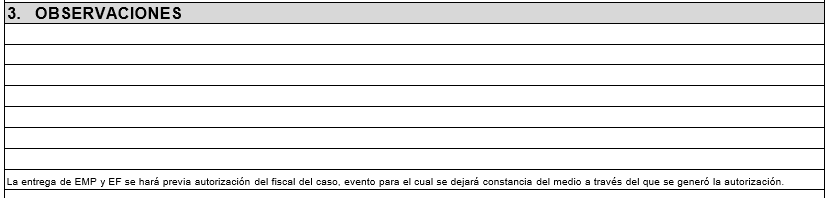 3. OBSERVACIONES
La entrega de EMP y EF se hará previa autorización del fiscal del caso, evento para el cual se dejará constancia del medio a través del que se generó la autorización.